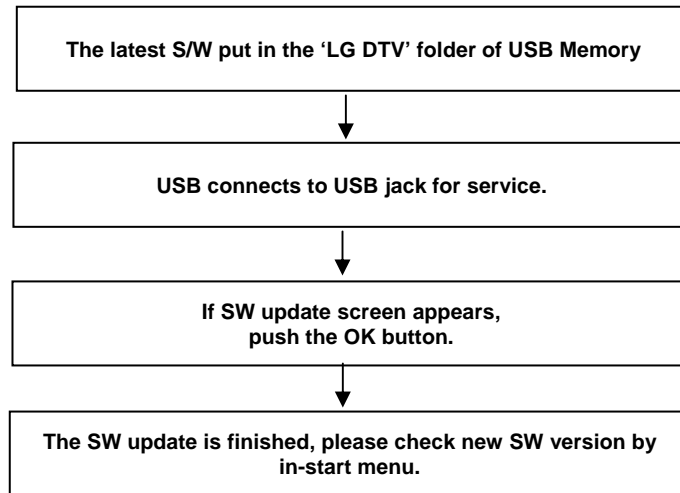 The latest S/W put in the ‘LG DTV’ folder of USB Memory
USB connects to USB jack for service.
If SW update screen appears,
push the OK button.
The SW update is finished, please check new SW version by
in-start menu.